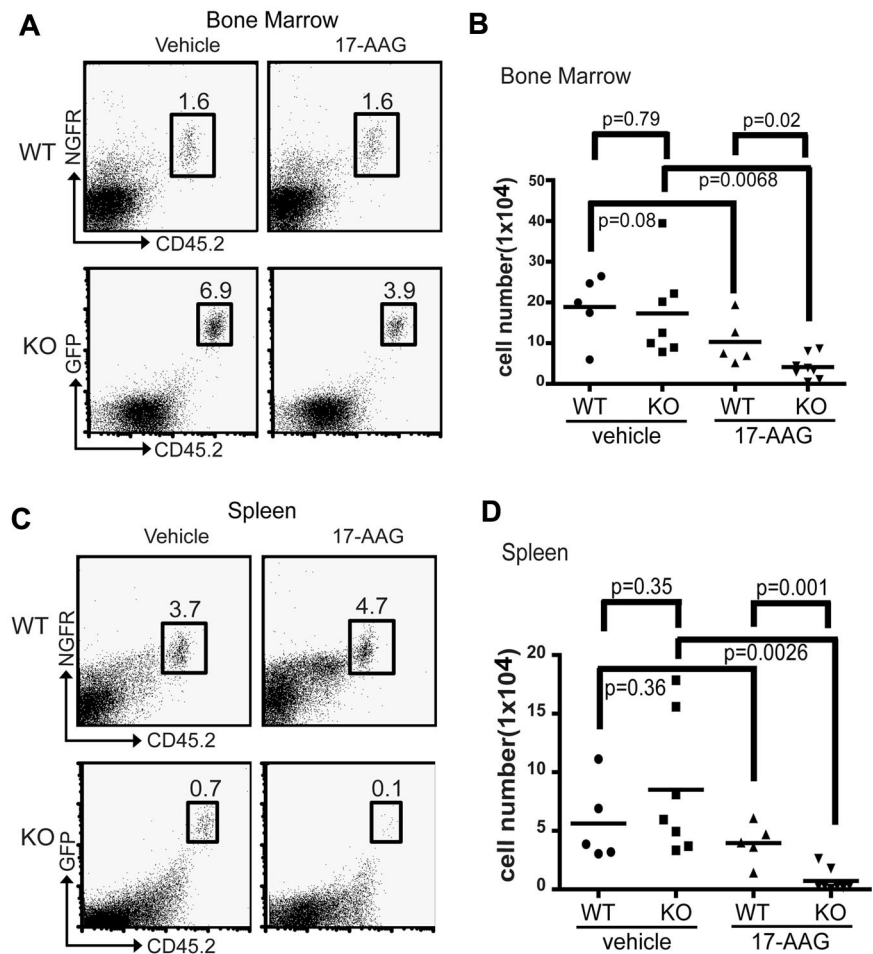 A
Bone Marrow
Vehicle 17-AAG
1.6 1.6
WT
NGFR
CD45.2
6.9 3.9
KO
GFP
CD45.2
B
Bone Marrow
p=0.79 p=0.02
p=0.0068
p=0.08
cell number(1x10⁴)
50
40
30
20
10
0
WT KO WT KO
vehicle 17-AAG
C
Spleen
Vehicle 17-AAG
3.7 4.7
WT
NGFR
CD45.2
0.7 0.1
KO
GFP
CD45.2
D
Spleen
p=0.35 p=0.001
p=0.0026
p=0.36
cell number(1x10⁴)
20
15
10
5
0
WT KO WT KO
vehicle 17-AAG